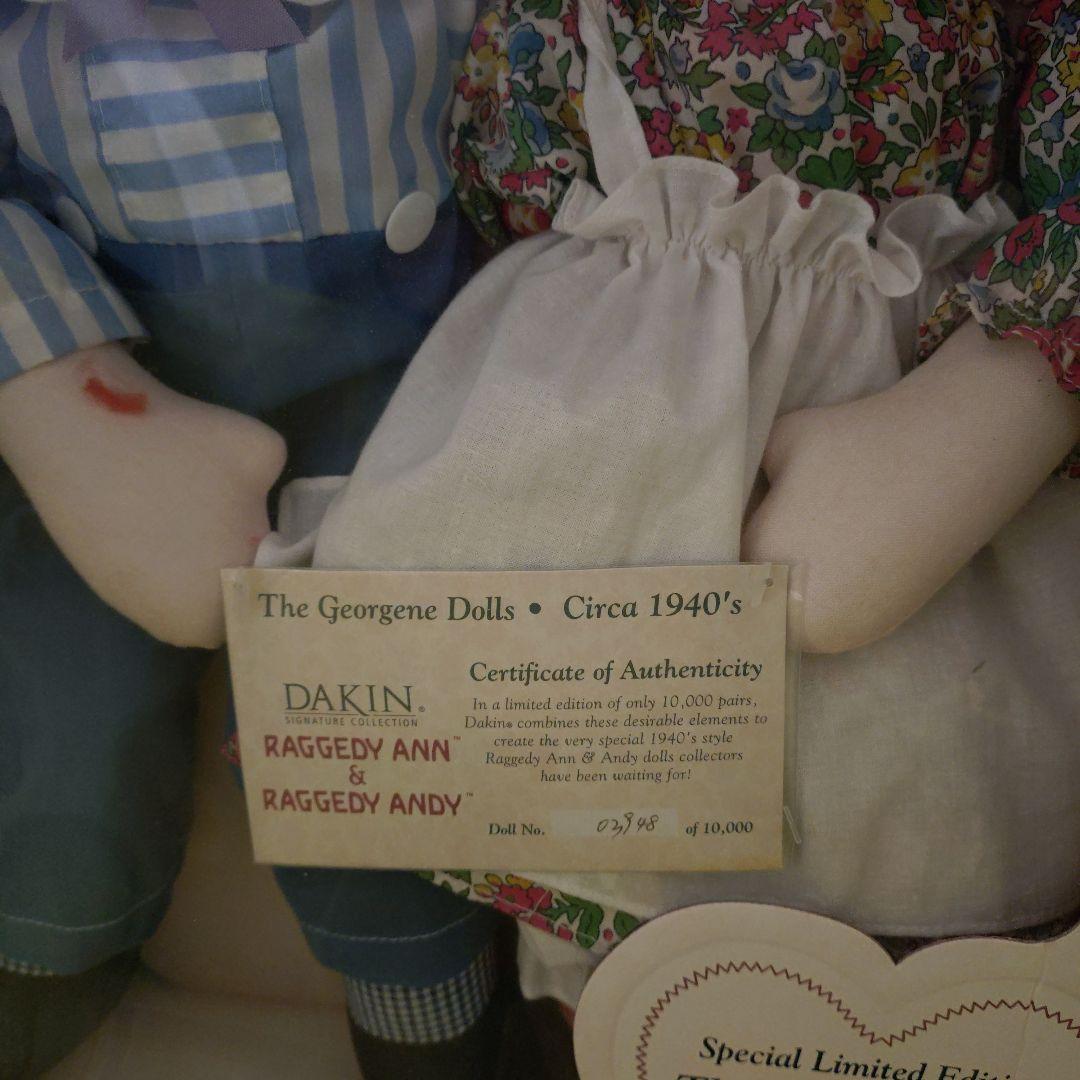 The Georgene Dolls • Circa 1940's
Certificate of Authenticity
In a limited edition of only 10,000 pairs,
Dakin® combines these desirable elements to
create the very special 1940's style
Raggedy Ann & Andy dolls collectors
have been waiting for!
DAKIN®
SIGNATURE COLLECTION
RAGGEDY ANN™
&
RAGGEDY ANDY™
Doll No. 03948 of 10,000
Special Limited